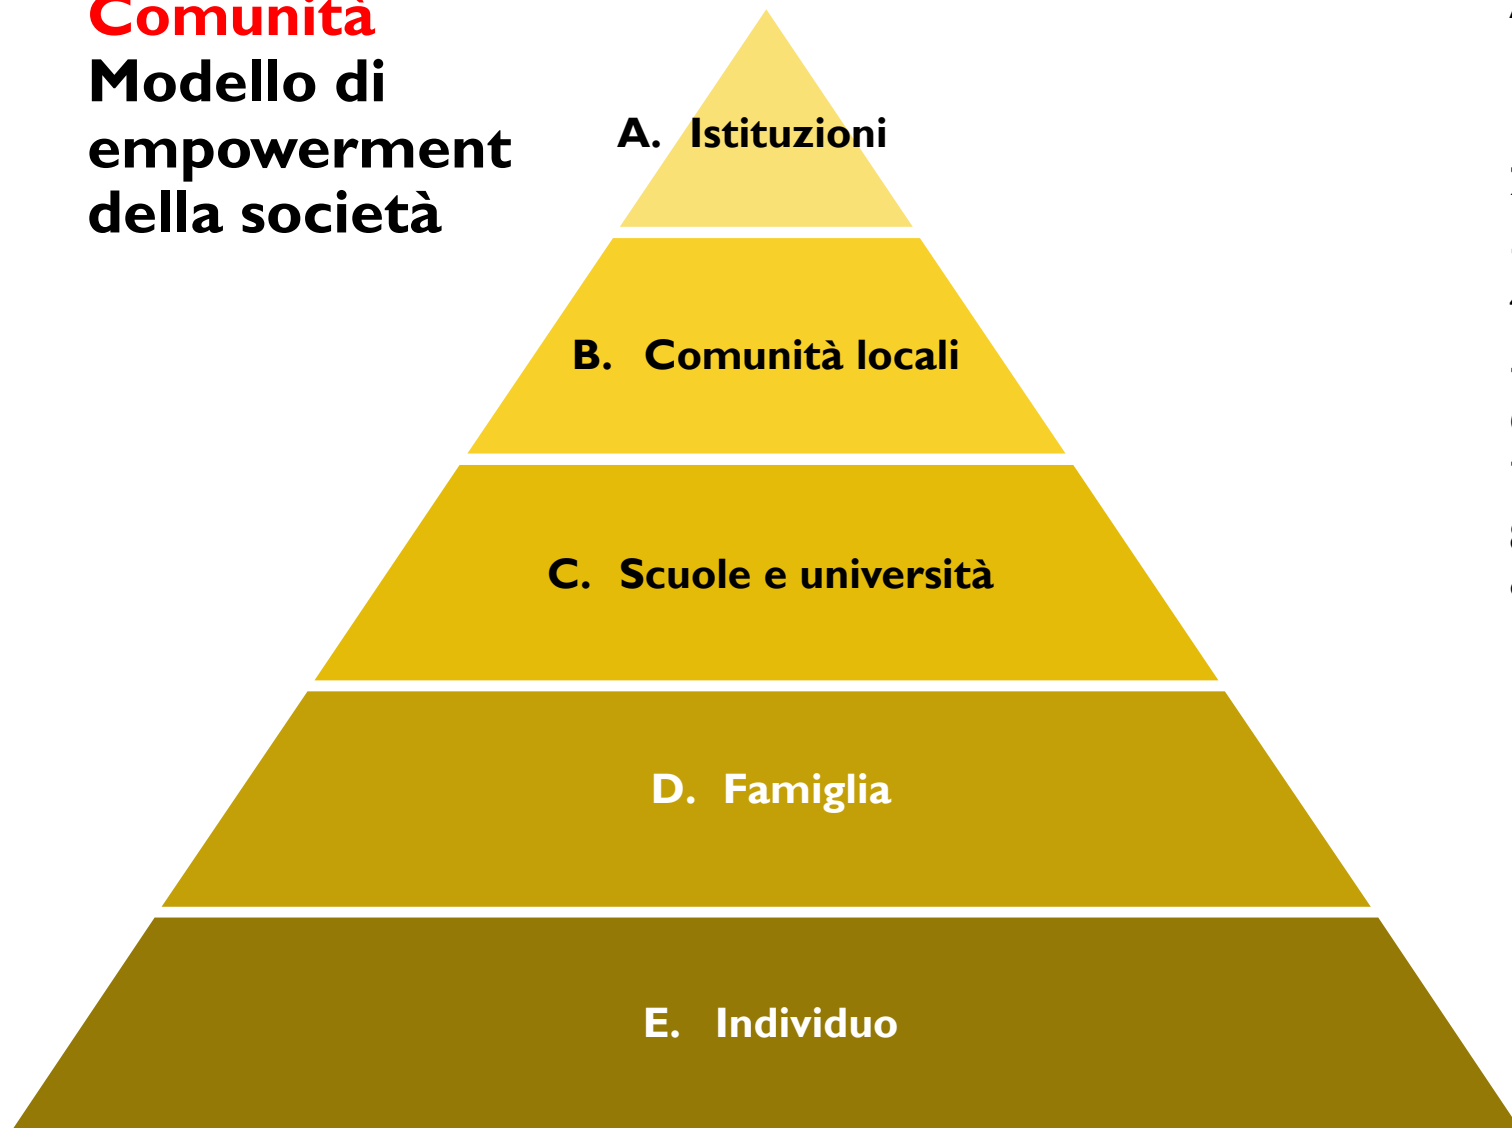 Comunità
Modello di
empowerment
della società
A. Istituzioni
B. Comunità locali
C. Scuole e università
D. Famiglia
E. Individuo